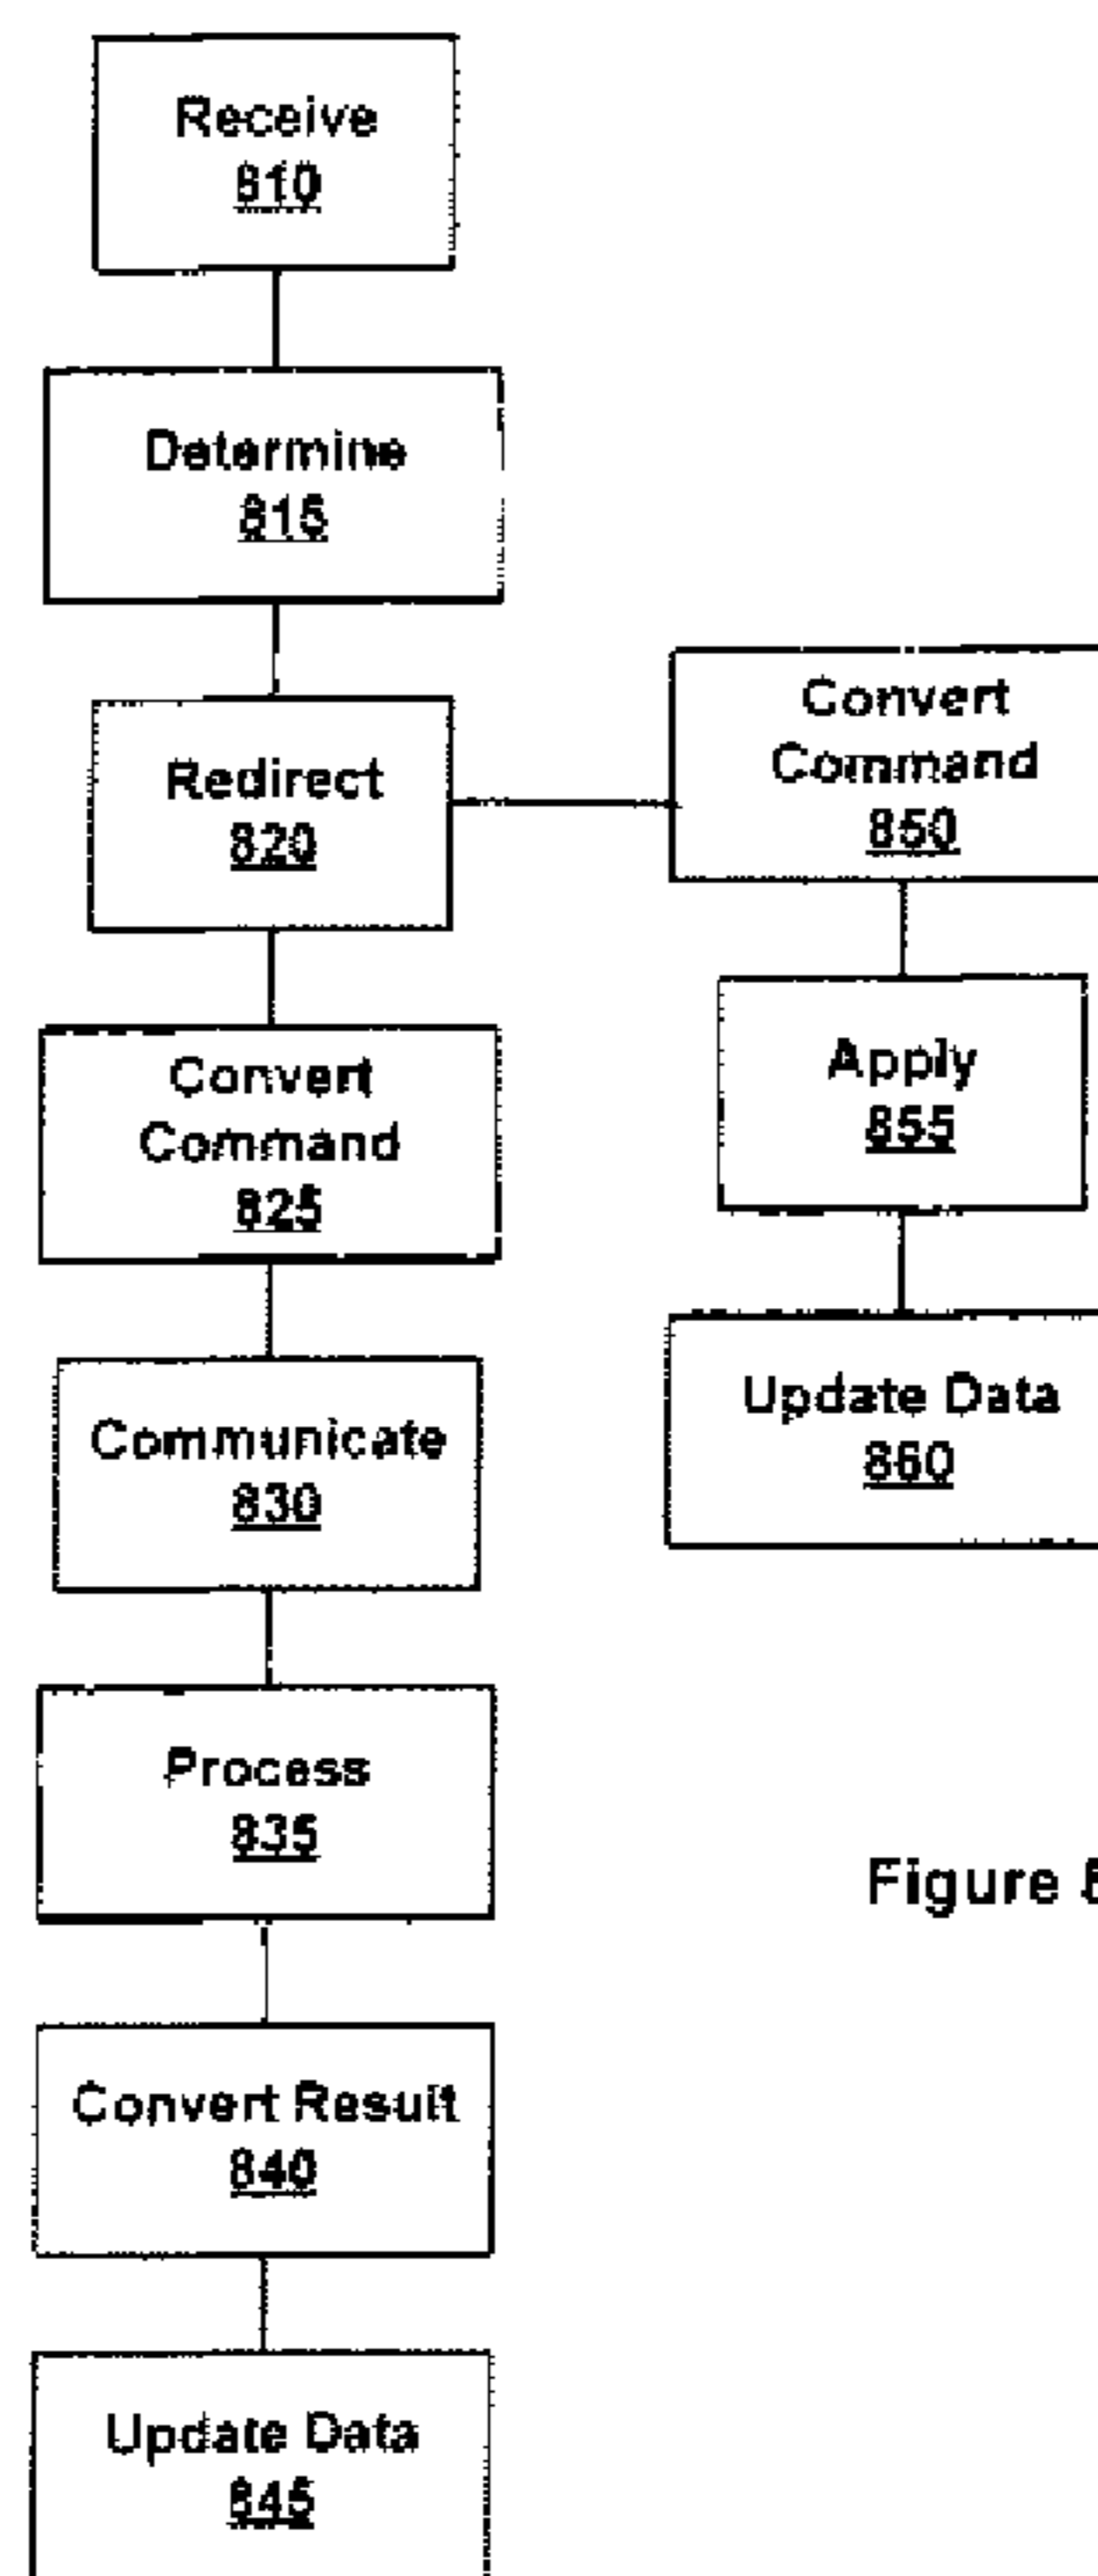 Receive
810
Determine
815
Redirect
820
Convert
Command
825
Communicate
830
Process
835
Convert Result
840
Update Data
845
Convert
Command
850
Apply
855
Update Data
860
Figure